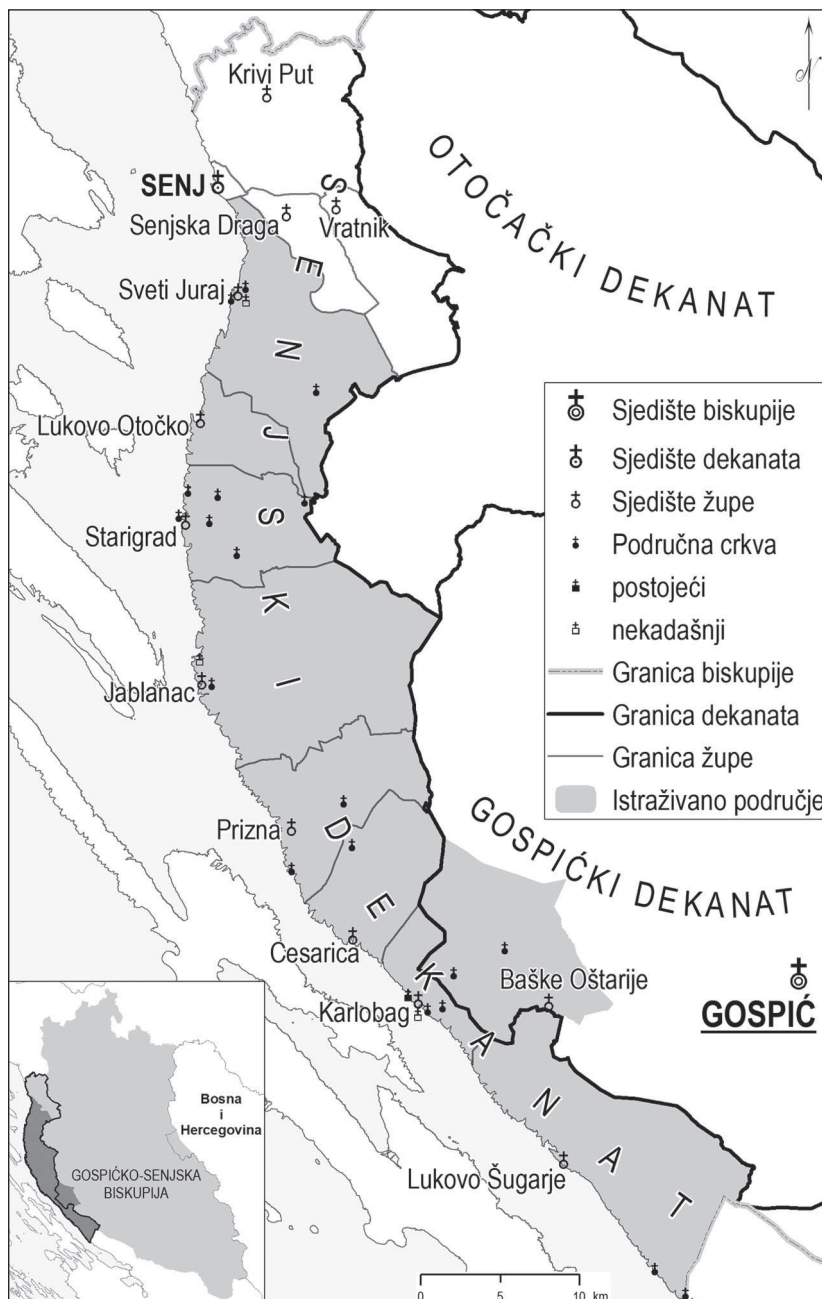 Krivi Put
N
SENJ
Senjska Draga
Vratnik
Sveti Juraj
Lukovo Otočko
Starigrad
Jablanac
Prizna
Cesarica
Karlobag
Baške Oštarije
Lukovo Šugarje
GOSPIĆ
SENJSKI DEKANAT
OTOČAČKI DEKANAT
GOSPIĆKI DEKANAT
Sjedište biskupije
Sjedište dekanata
Sjedište župe
Područna crkva
postojeći
nekadašnji
Granica biskupije
Granica dekanata
Granica župe
Istraživano područje
Bosna
i
Hercegovina
GOSPIĆKO-SENJSKA
BISKUPIJA
0 5 10 km